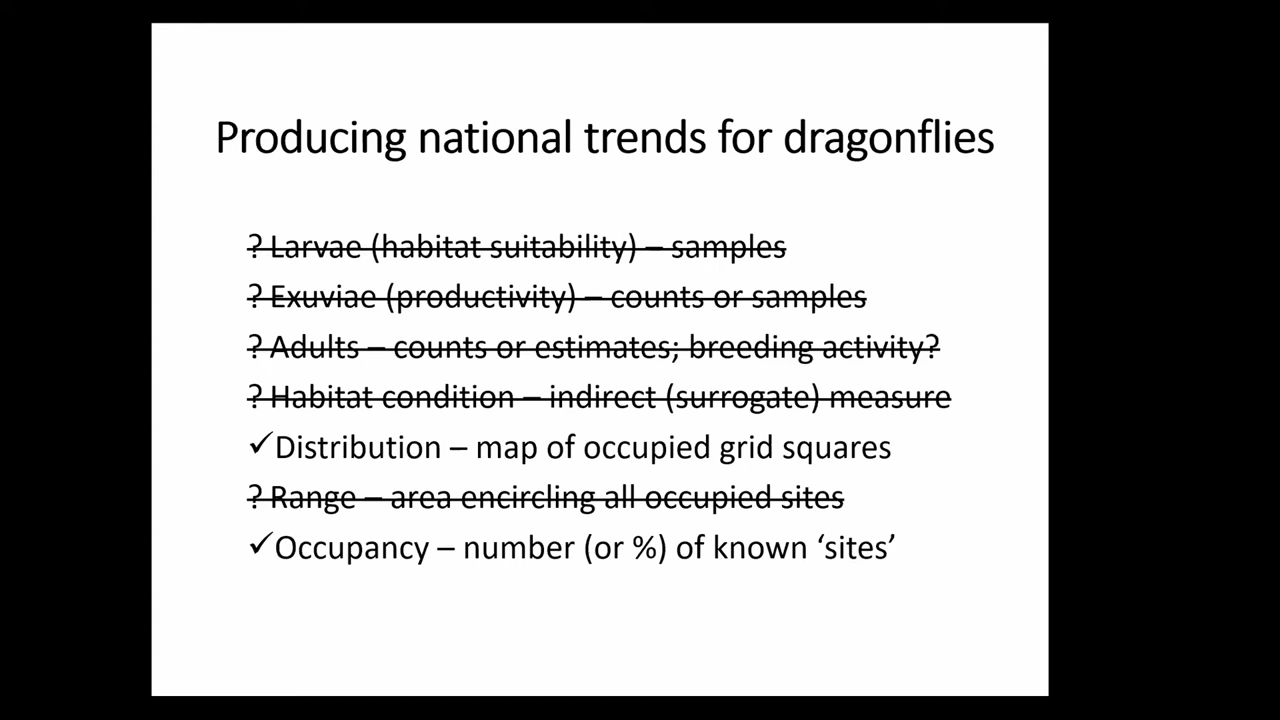 Producing national trends for dragonflies
? Larvae (habitat suitability) – samples
? Exuviae (productivity) – counts or samples
? Adults – counts or estimates; breeding activity?
? Habitat condition – indirect (surrogate) measure
✓Distribution – map of occupied grid squares
? Range – area encircling all occupied sites
✓Occupancy – number (or %) of known ‘sites’